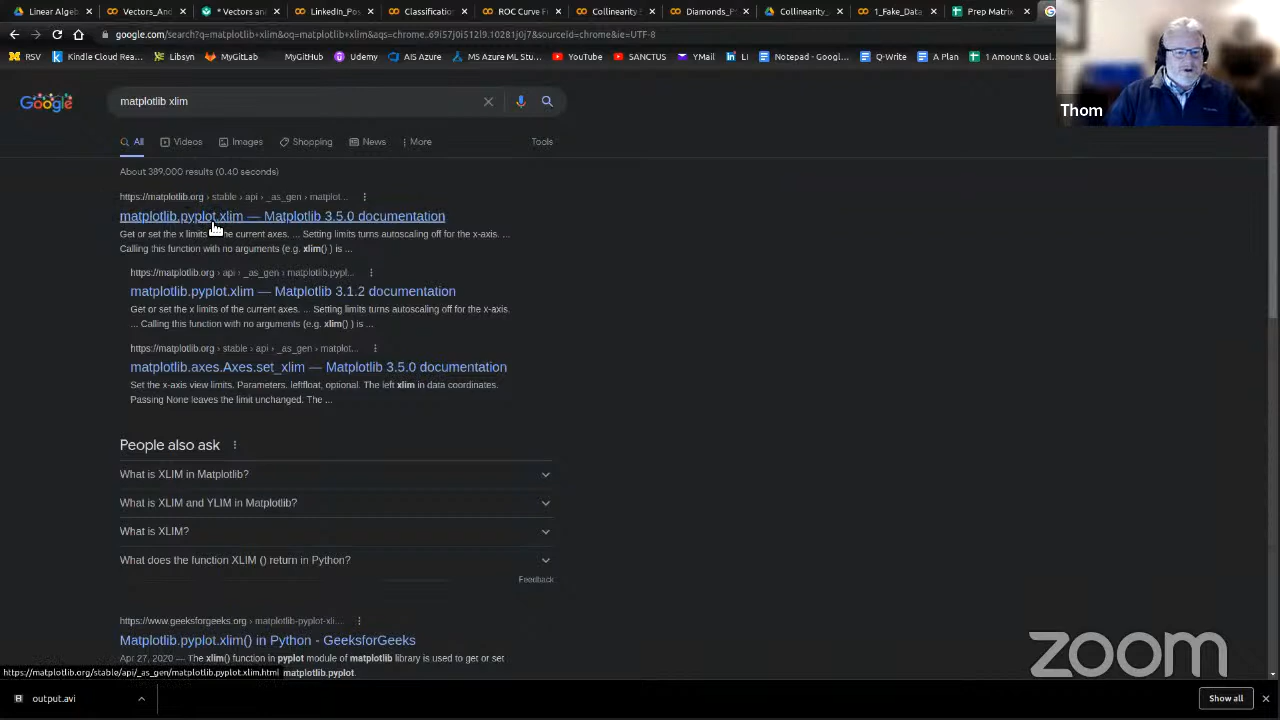 Linear Algeb
Vectors_And
* Vectors an
LinkedIn_Pos
Classification
ROC Curve F
Collinearity
Diamonds_P
Collinearity_
1_Fake_Data
Prep Matrix
google.com/search?q=matplotlib+xlim&oq=matplotlib+xlim&aqs=chrome..69i57j0i512l9.10281j0j7&sourceid=chrome&ie=UTF-8
RSV
Kindle Cloud Rea...
Libsyn
MyGitLab
MyGitHub
Udemy
AIS Azure
MS Azure ML Stu...
YouTube
SANCTUS
YMail
Li
Notepad - Googl...
Q-Write
A Plan
1 Amount & Qual...
Thom
Google
matplotlib xlim
All
Videos
Images
Shopping
News
More
Tools
About 389,000 results (0.40 seconds)
https://matplotlib.org › stable › api › _as_gen › matplot...
matplotlib.pyplot.xlim — Matplotlib 3.5.0 documentation
Get or set the x limits of the current axes. ... Setting limits turns autoscaling off for the x-axis. ...
Calling this function with no arguments (e.g. xlim() ) is ...
https://matplotlib.org › api › _as_gen › matplotlib.pypl...
matplotlib.pyplot.xlim — Matplotlib 3.1.2 documentation
Get or set the x limits of the current axes. ... Setting limits turns autoscaling off for the x-axis.
... Calling this function with no arguments (e.g. xlim() ) is ...
https://matplotlib.org › stable › api › _as_gen › matplot...
matplotlib.axes.Axes.set_xlim — Matplotlib 3.5.0 documentation
Set the x-axis view limits. Parameters. leftfloat, optional. The left xlim in data coordinates.
Passing None leaves the limit unchanged. The ...
People also ask
What is XLIM in Matplotlib?
What is XLIM and YLIM in Matplotlib?
What is XLIM?
What does the function XLIM () return in Python?
Feedback
https://www.geeksforgeeks.org › matplotlib-pyplot-xli...
Matplotlib.pyplot.xlim() in Python - GeeksforGeeks
Apr 27, 2020 — The xlim() function in pyplot module of matplotlib library is used to get or set
https://matplotlib.org/stable/api/_as_gen/matplotlib.pyplot.xlim.html
matplotlib.pyplot.
zoom
output.avi
Show all